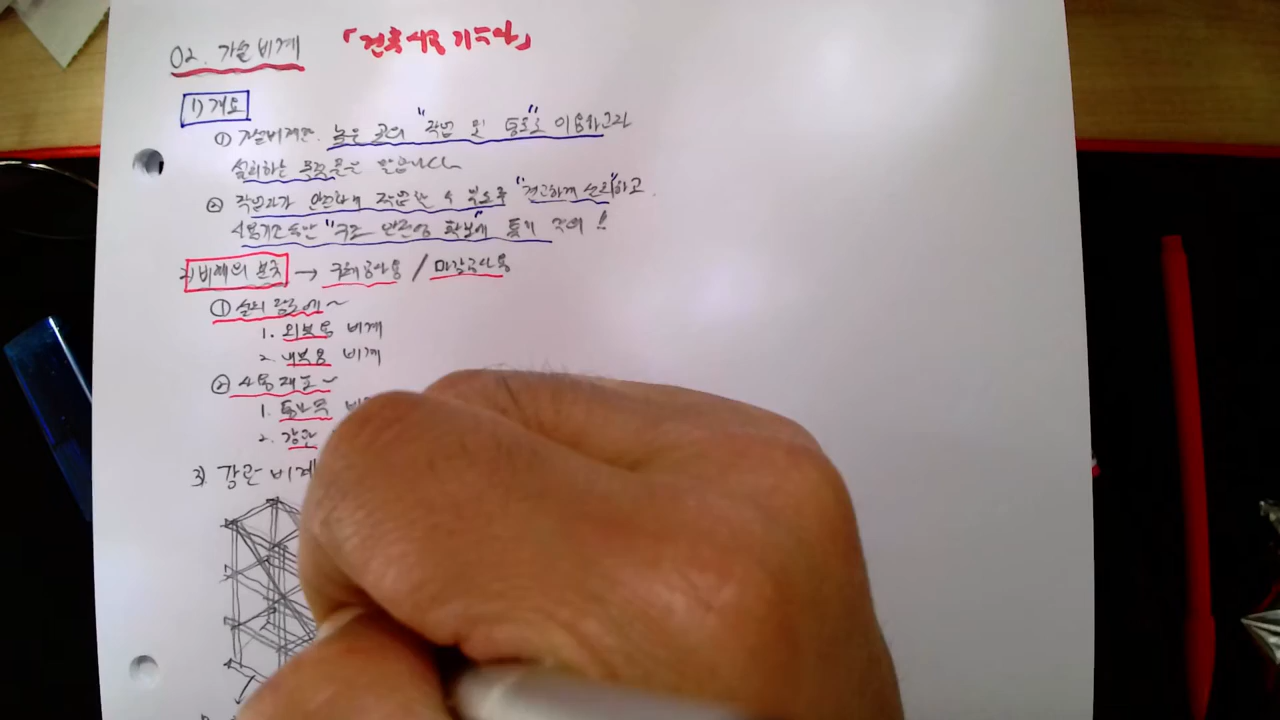 02. 가설비계 「건축시공기술사」
1) 개요
① 가설비계란. 높은 곳의 "작업 및 통로"로 이용하고자
설치하는 것을 말합니다
② 작업자가 안전하게 작업할 수 있도록 "견고하게 설치"하고
사용기간동안 "구조 안전성 확보"에 특히 주의!!
2) 비계의 분류 → 구체공사용 / 마감공사용
① 설치 장소에~
1. 외부용 비계
2. 내부용 비계
② 사용재료~
1. 통나무
2. 강관
3) 강관 비계